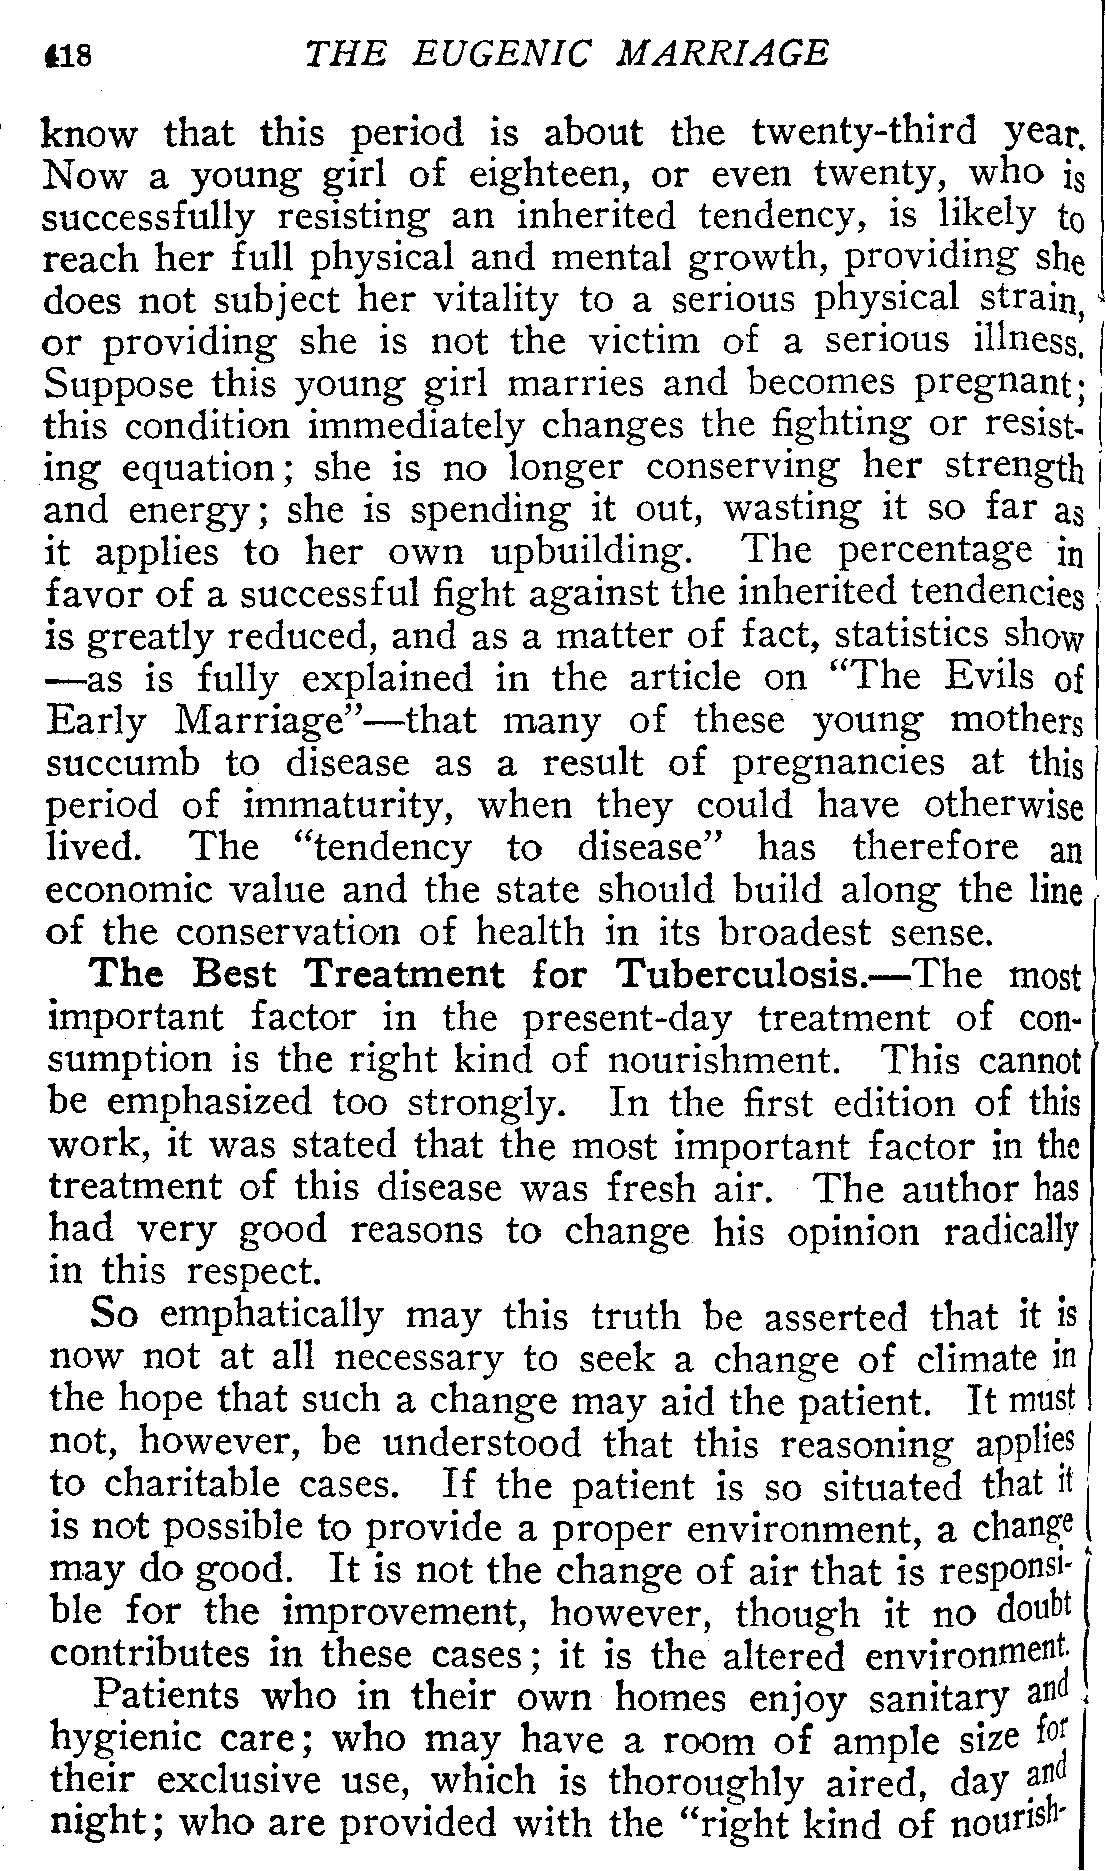 418 THE EUGENIC MARRIAGE
know that this period is about the twenty-third year.
Now a young girl of eighteen, or even twenty, who is
successfully resisting an inherited tendency, is likely to
reach her full physical and mental growth, providing she
does not subject her vitality to a serious physical strain,
or providing she is not the victim of a serious illness.
Suppose this young girl marries and becomes pregnant;
this condition immediately changes the fighting or resist-
ing equation; she is no longer conserving her strength
and energy; she is spending it out, wasting it so far as
it applies to her own upbuilding. The percentage in
favor of a successful fight against the inherited tendencies
is greatly reduced, and as a matter of fact, statistics show
—as is fully explained in the article on "The Evils of
Early Marriage"—that many of these young mothers
succumb to disease as a result of pregnancies at this
period of immaturity, when they could have otherwise
lived. The "tendency to disease" has therefore an
economic value and the state should build along the line
of the conservation of health in its broadest sense.
The Best Treatment for Tuberculosis.—The most
important factor in the present-day treatment of con-
sumption is the right kind of nourishment. This cannot
be emphasized too strongly. In the first edition of this
work, it was stated that the most important factor in the
treatment of this disease was fresh air. The author has
had very good reasons to change his opinion radically
in this respect.
So emphatically may this truth be asserted that it is
now not at all necessary to seek a change of climate in
the hope that such a change may aid the patient. It must
not, however, be understood that this reasoning applies
to charitable cases. If the patient is so situated that it
is not possible to provide a proper environment, a change
may do good. It is not the change of air that is responsi-
ble for the improvement, however, though it no doubt
contributes in these cases; it is the altered environment.
Patients who in their own homes enjoy sanitary and
hygienic care; who may have a room of ample size for
their exclusive use, which is thoroughly aired, day and
night; who are provided with the "right kind of nourish-